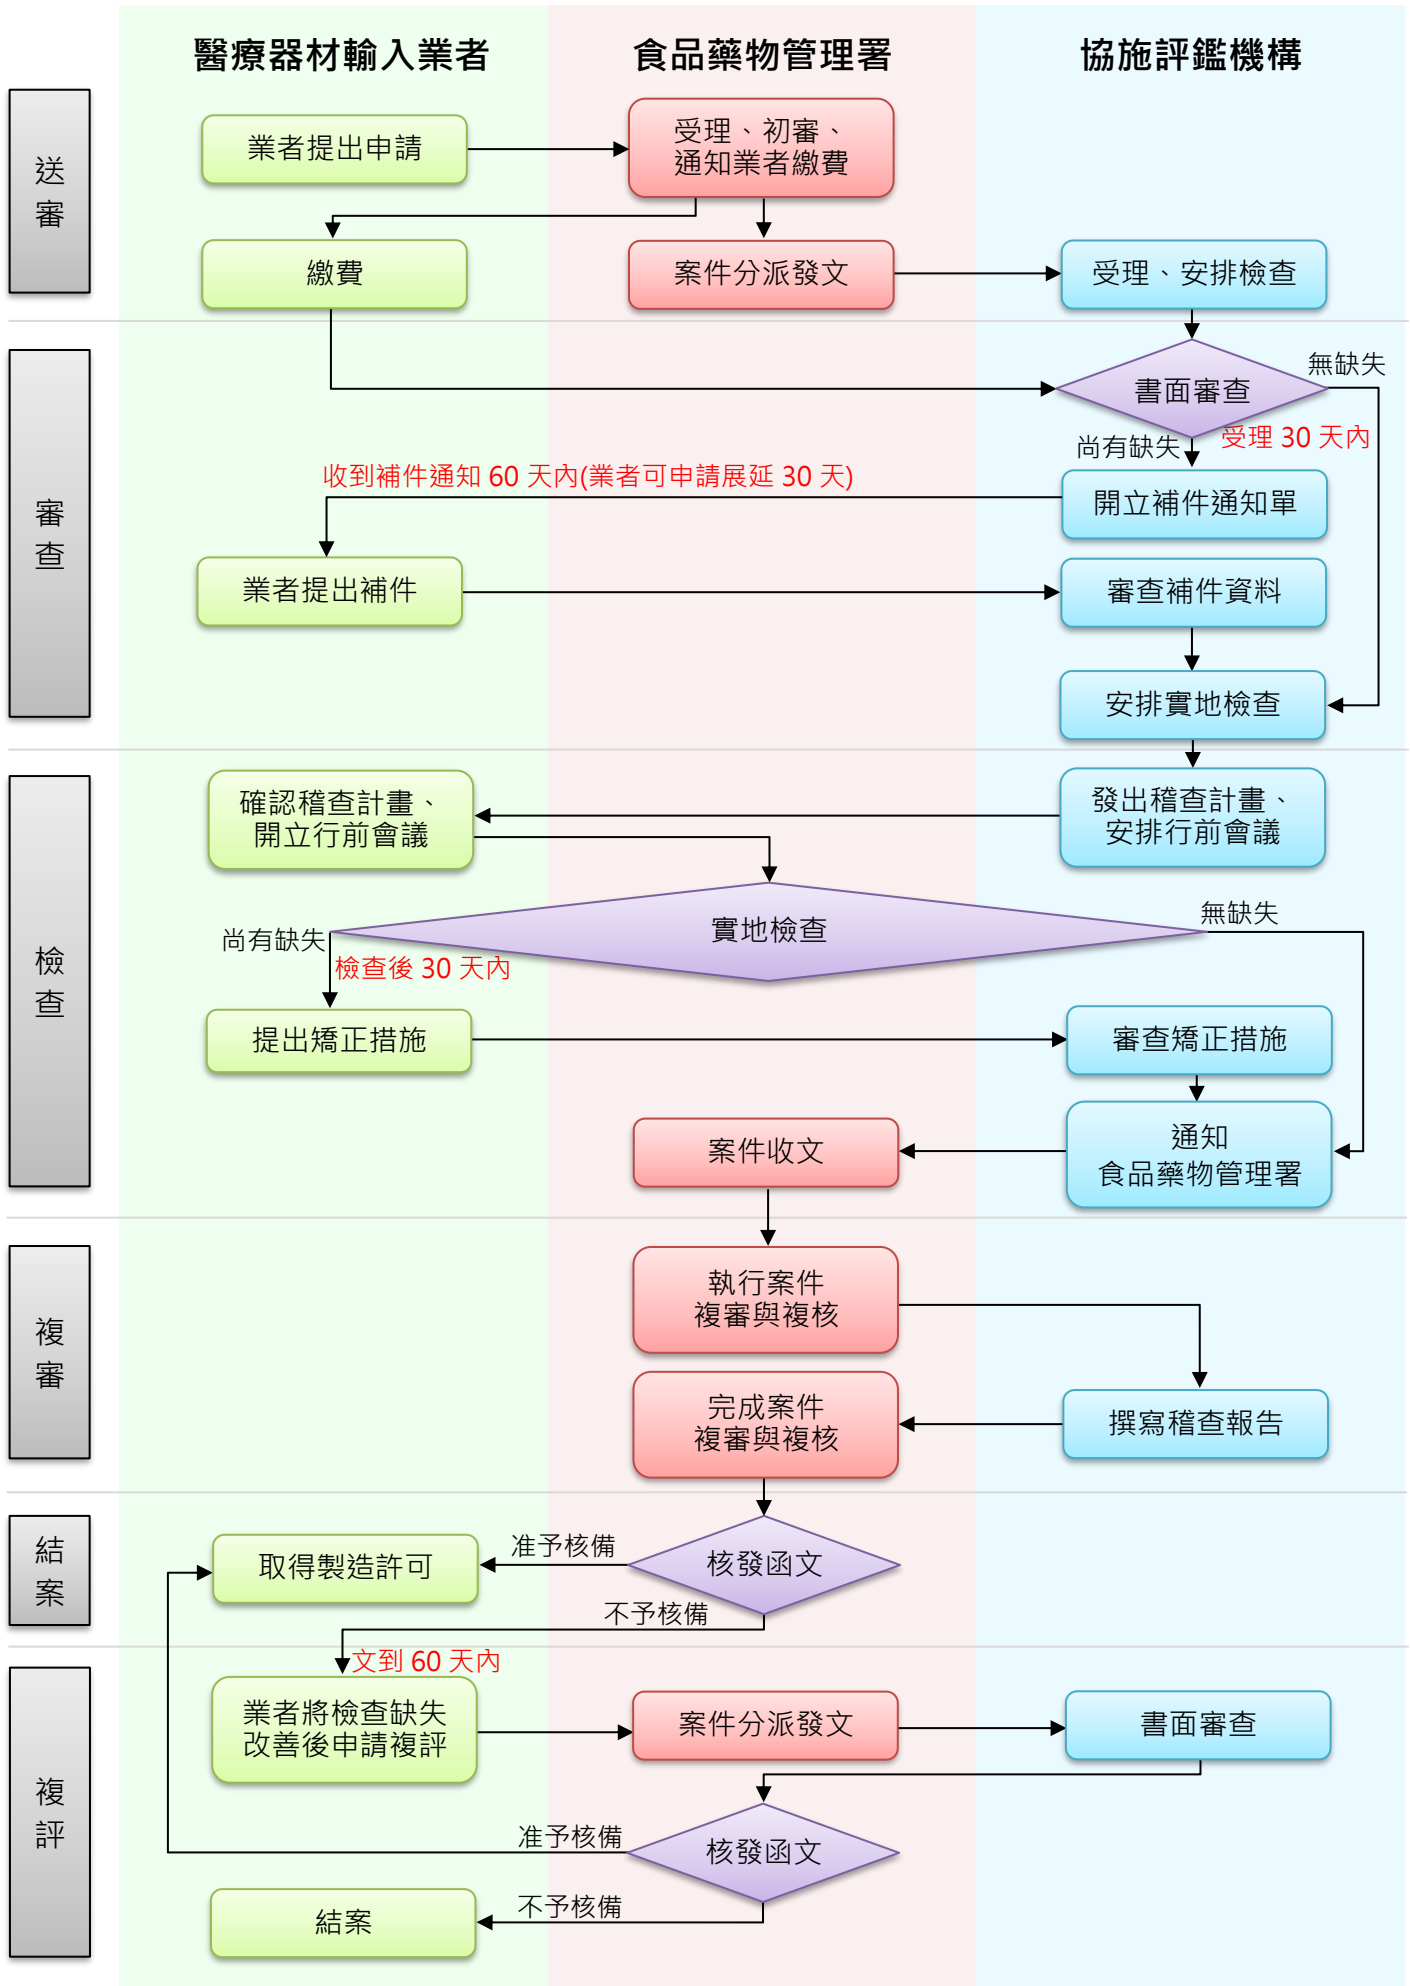 醫療器材輸入業者
食品藥物管理署
協施評鑑機構
送
審
業者提出申請
受理、初審、
通知業者繳費
繳費
案件分派發文
受理、安排檢查
審
查
書面審查
無缺失
尚有缺失
受理 30 天內
收到補件通知 60 天內(業者可申請展延 30 天)
開立補件通知單
業者提出補件
審查補件資料
安排實地檢查
檢
查
確認稽查計畫、
開立行前會議
發出稽查計畫、
安排行前會議
實地檢查
無缺失
尚有缺失
檢查後 30 天內
提出矯正措施
審查矯正措施
案件收文
通知
食品藥物管理署
複
審
執行案件
複審與複核
完成案件
複審與複核
撰寫稽查報告
結
案
取得製造許可
准予核備
核發函文
不予核備
複
評
文到 60 天內
業者將檢查缺失
改善後申請複評
案件分派發文
書面審查
准予核備
核發函文
不予核備
結案